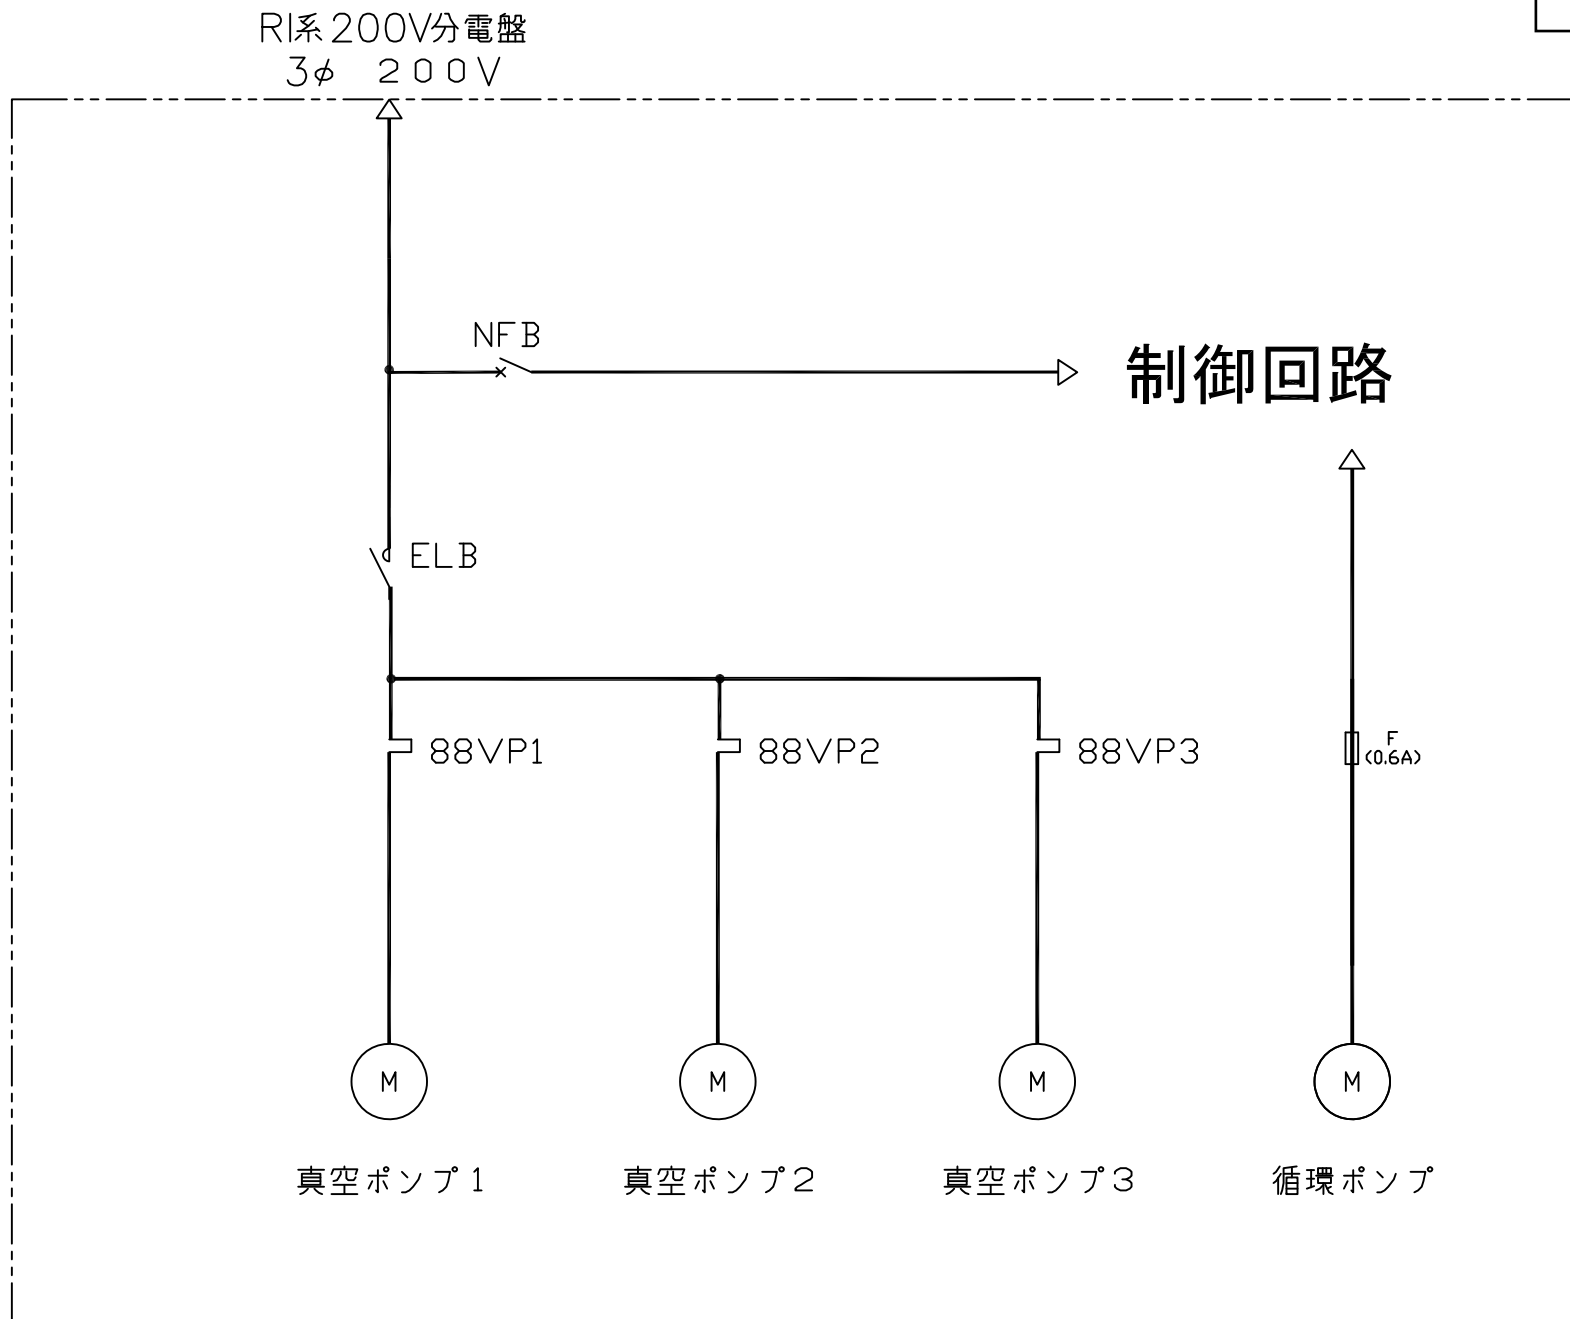 RI系200V分電盤
3φ 200V
NFB
制御回路
ELB
88VP1
88VP2
88VP3
F
(0.6A)
M
M
M
M
真空ポンプ1
真空ポンプ2
真空ポンプ3
循環ポンプ